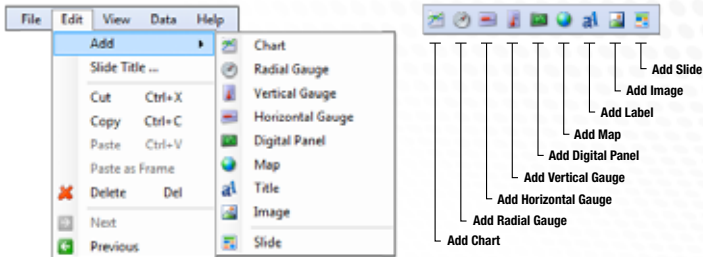 File Edit View Data Help
Add
Slide Title ...
Cut Ctrl+X
Copy Ctrl+C
Paste Ctrl+V
Paste as Frame
Delete Del
Next
Previous
Chart
Radial Gauge
Vertical Gauge
Horizontal Gauge
Digital Panel
Map
Title
Image
Slide
Add Slide
Add Image
Add Label
Add Map
Add Digital Panel
Add Vertical Gauge
Add Horizontal Gauge
Add Radial Gauge
Add Chart